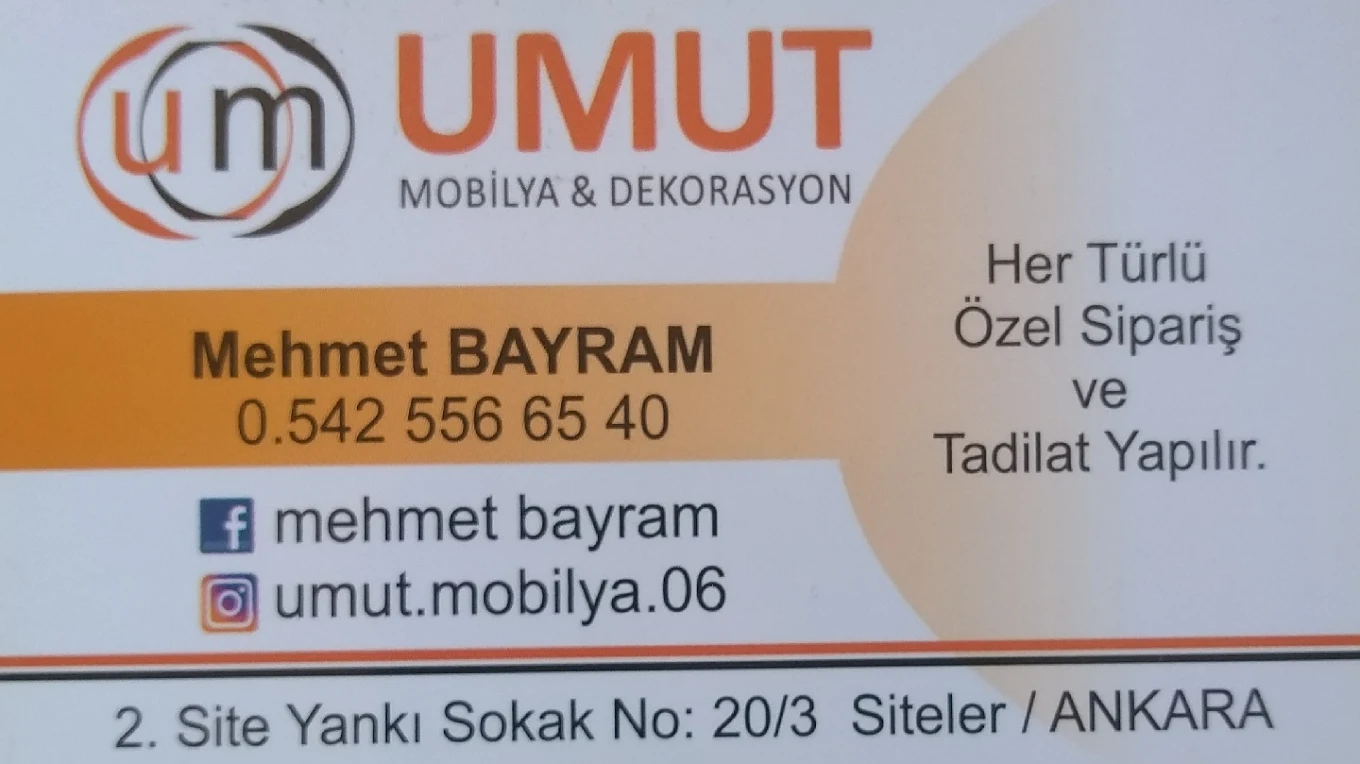 um
UMUT
MOBİLYA & DEKORASYON
Mehmet BAYRAM
0.542 556 65 40
mehmet bayram
umut.mobilya.06
Her Türlü
Özel Sipariş
ve
Tadilat Yapılır.
2. Site Yankı Sokak No: 20/3 Siteler / ANKARA